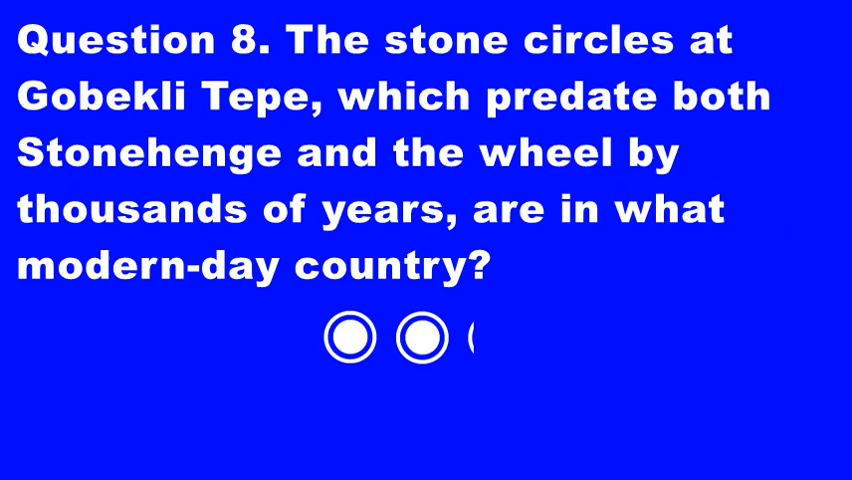 Question 8. The stone circles at
Gobekli Tepe, which predate both
Stonehenge and the wheel by
thousands of years, are in what
modern-day country?